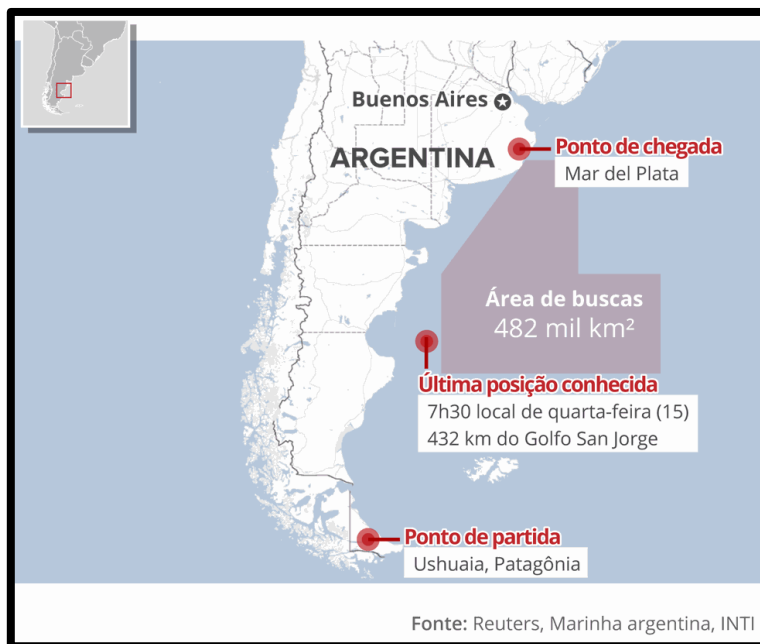 Buenos Aires
ARGENTINA
Ponto de chegada
Mar del Plata
Área de buscas
482 mil km²
Última posição conhecida
7h30 local de quarta-feira (15)
432 km do Golfo San Jorge
Ponto de partida
Ushuaia, Patagônia
Fonte: Reuters, Marinha argentina, INTI